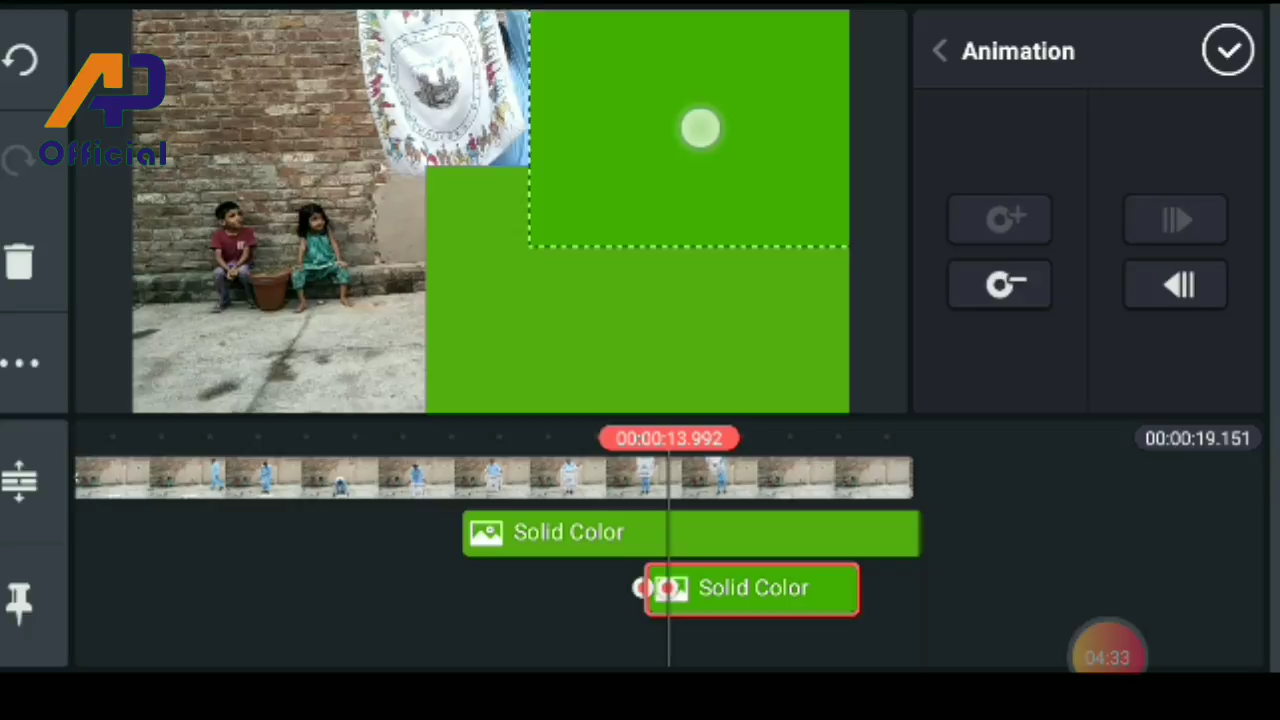 Animation
AP
Official
00:00:13.992
00:00:19.151
Solid Color
Solid Color
04:33